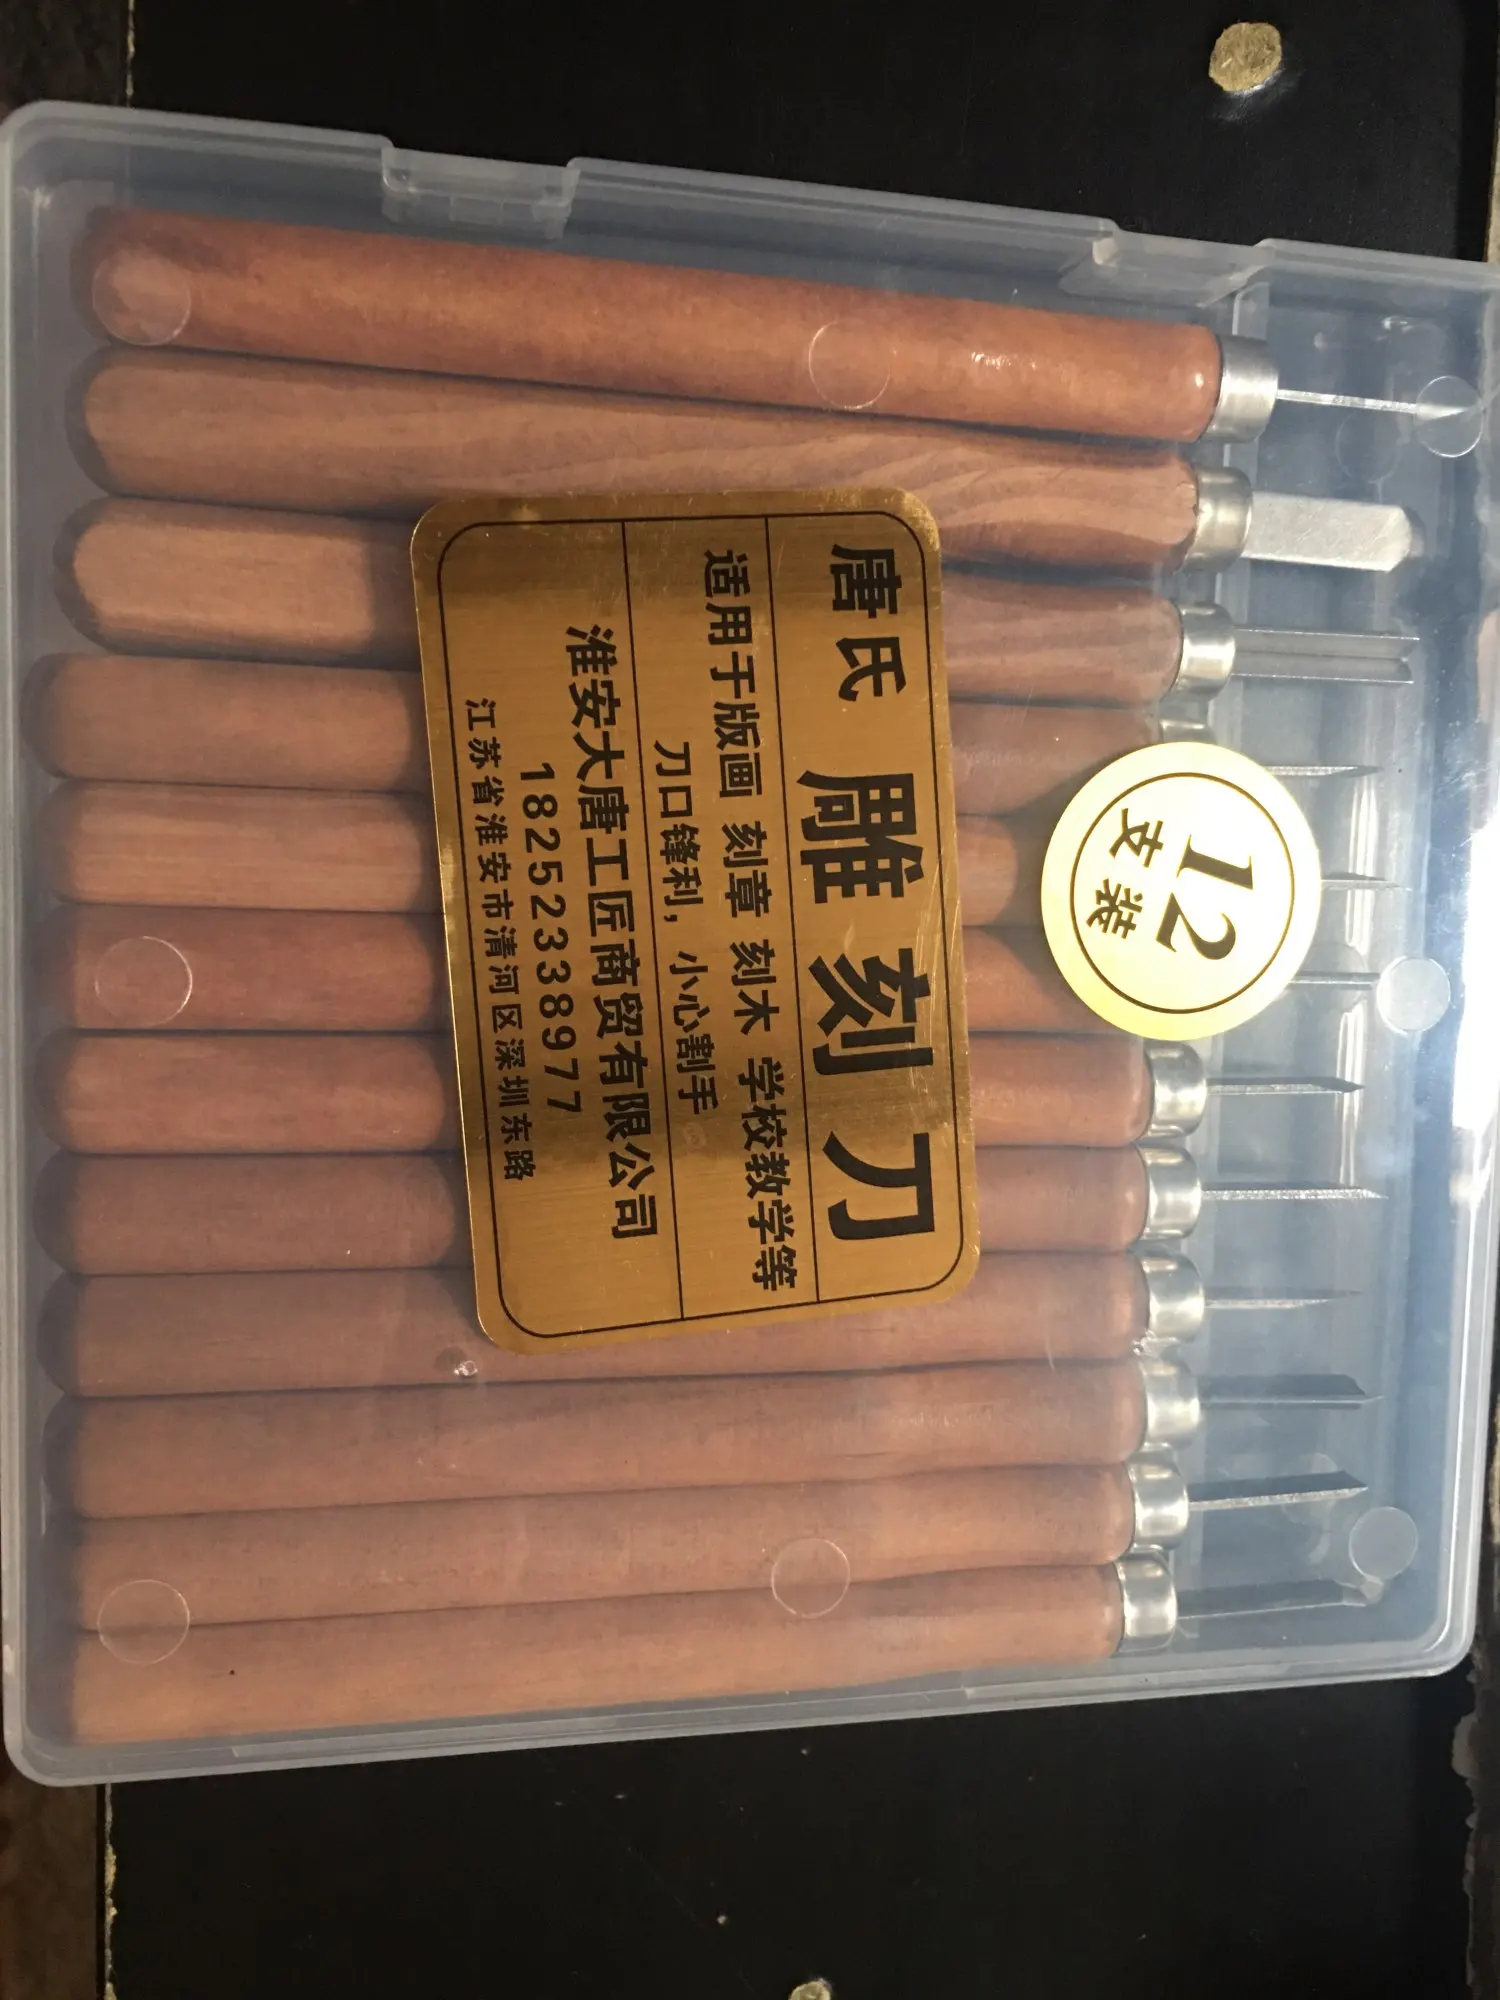 唐氏 雕刻刀
适用于版画 刻章 刻木 学校教学等
刀口锋利，小心割手
淮安大唐工匠商贸有限公司
18252338977
江苏省淮安市清河区深圳东路
12
支装